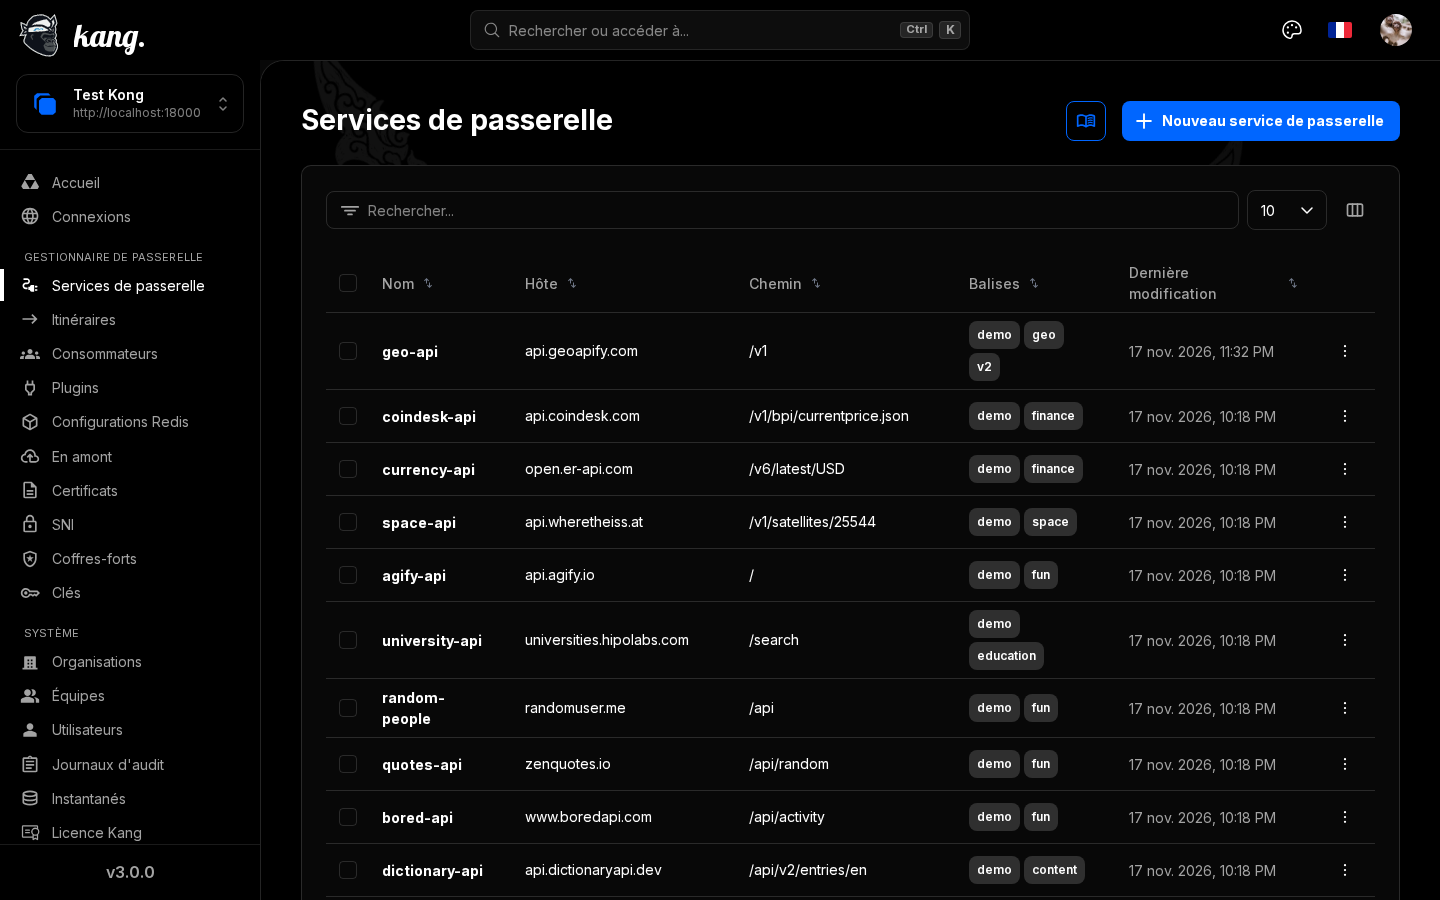 kang.
Rechercher ou accéder à...
Ctrl K
Test Kong
http://localhost:18000
Accueil
Connexions
GESTIONNAIRE DE PASSERELLE
Services de passerelle
Itinéraires
Consommateurs
Plugins
Configurations Redis
En amont
Certificats
SNI
Coffres-forts
Clés
SYSTÈME
Organisations
Équipes
Utilisateurs
Journaux d'audit
Instantanés
Licence Kang
v3.0.0
Services de passerelle
Nouveau service de passerelle
Rechercher...
10
Nom Hôte Chemin Balises Dernière
modification
geo-api api.geoapify.com /v1 demo geo 17 nov. 2026, 11:32 PM
v2
coindesk-api api.coindesk.com /v1/bpi/currentprice.json demo finance 17 nov. 2026, 10:18 PM
currency-api open.er-api.com /v6/latest/USD demo finance 17 nov. 2026, 10:18 PM
space-api api.wheretheiss.at /v1/satellites/25544 demo space 17 nov. 2026, 10:18 PM
agify-api api.agify.io / demo fun 17 nov. 2026, 10:18 PM
university-api universities.hipolabs.com /search demo 17 nov. 2026, 10:18 PM
education
random- randomuser.me /api demo fun 17 nov. 2026, 10:18 PM
people
quotes-api zenquotes.io /api/random demo fun 17 nov. 2026, 10:18 PM
bored-api www.boredapi.com /api/activity demo fun 17 nov. 2026, 10:18 PM
dictionary-api api.dictionaryapi.dev /api/v2/entries/en demo content 17 nov. 2026, 10:18 PM